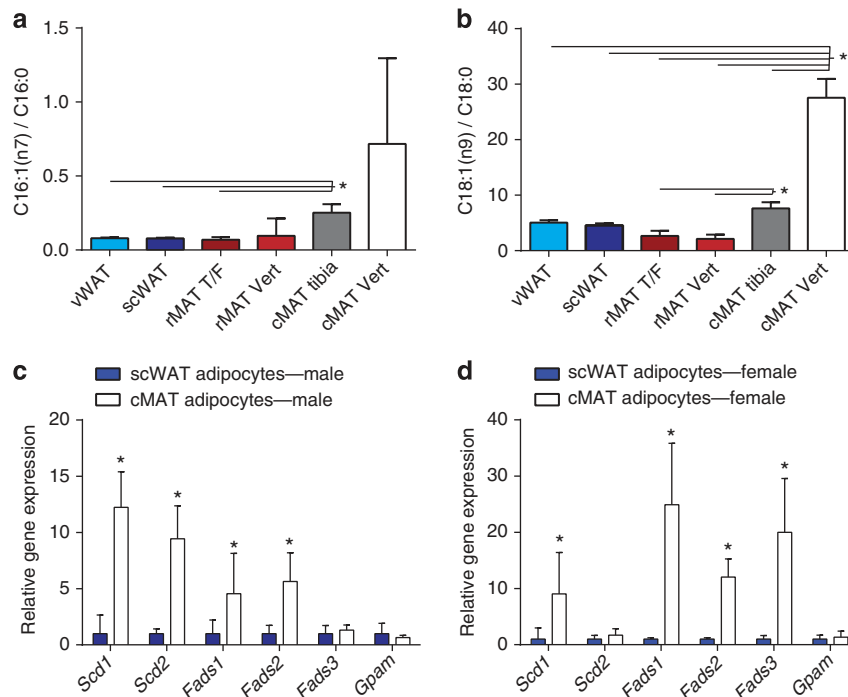 a
C16:1(n7) / C16:0
1.5
1.0
0.5
0.0
*
vWAT
scWAT
rMAT T/F
rMAT Vert
cMAT tibia
cMAT Vert
b
C18:1(n9) / C18:0
40
30
20
10
0
*
*
vWAT
scWAT
rMAT T/F
rMAT Vert
cMAT tibia
cMAT Vert
c
scWAT adipocytes—male
cMAT adipocytes—male
Relative gene expression
20
15
10
5
0
*
*
*
*
Scd1
Scd2
Fads1
Fads2
Fads3
Gpam
d
scWAT adipocytes—female
cMAT adipocytes—female
Relative gene expression
40
30
20
10
0
*
*
*
*
Scd1
Scd2
Fads1
Fads2
Fads3
Gpam